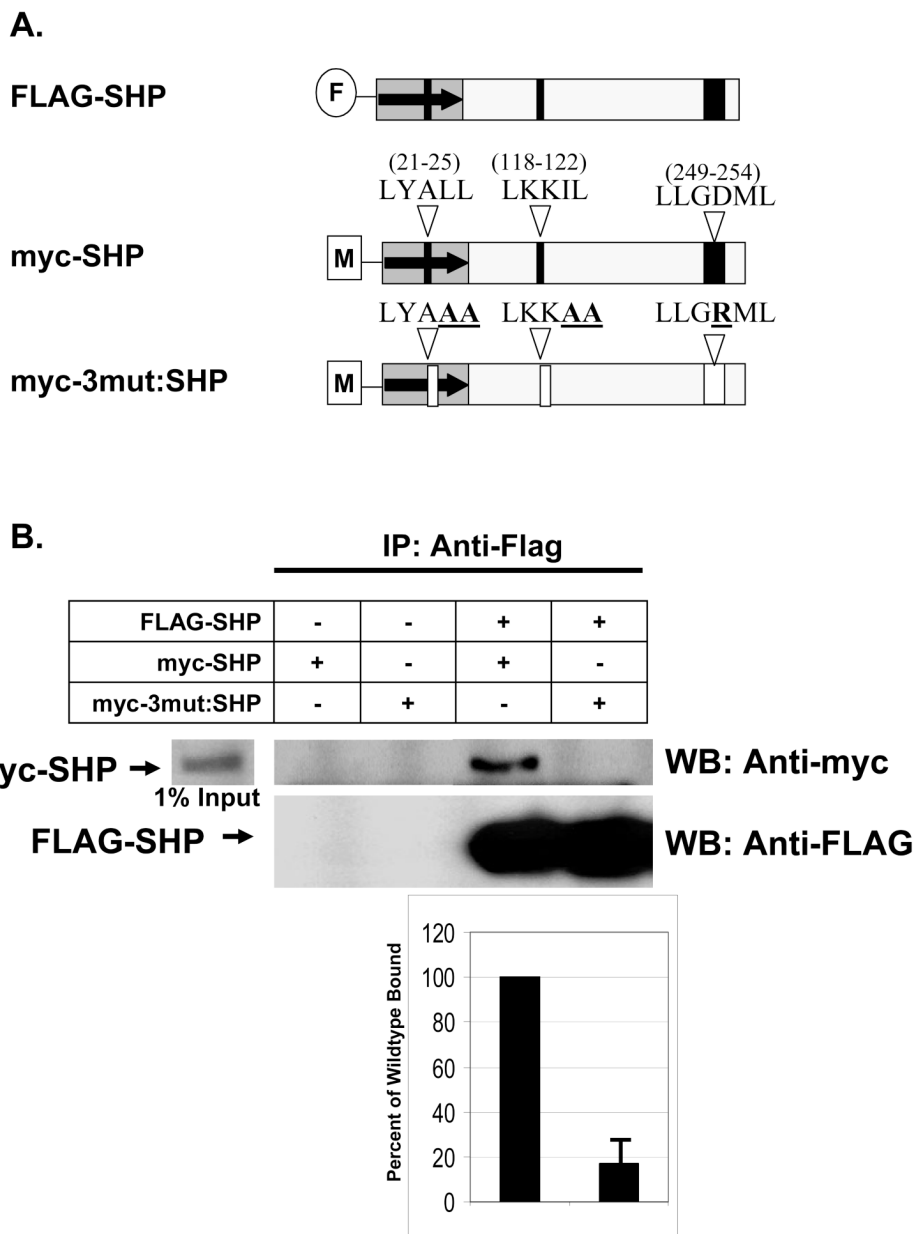 A.
FLAG-SHP
F
(21-25) (118-122) (249-254)
LYALL LKKIL LLGDML
myc-SHP
M
LYAAA LKKAA LLGRML
myc-3mut:SHP
M
B.
IP: Anti-Flag
FLAG-SHP - - + +
myc-SHP + - + -
myc-3mut:SHP - + - +
yc-SHP
WB: Anti-myc
1% Input
FLAG-SHP
WB: Anti-FLAG
Percent of Wildtype Bound
120
100
80
60
40
20
0